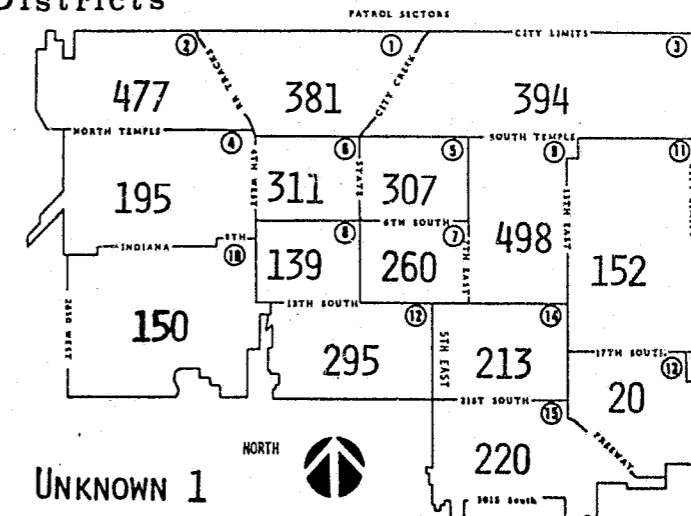 Districts
PATROL SECTORS
CITY LIMITS
2
1
3
RR TRACKS
CITY CREEK
477
381
394
NORTH TEMPLE
SOUTH TEMPLE
4
6
5
9
11
4TH WEST
STATE
13TH EAST
195
311
307
6TH SOUTH
498
INDIANA
8TH
10
8
7
7TH EAST
139
260
152
2850 WEST
150
13TH SOUTH
12
14
295
5TH EAST
213
17TH SOUTH
13
20
21ST SOUTH
15
FREEWAY
NORTH
220
UNKNOWN 1
3015 South